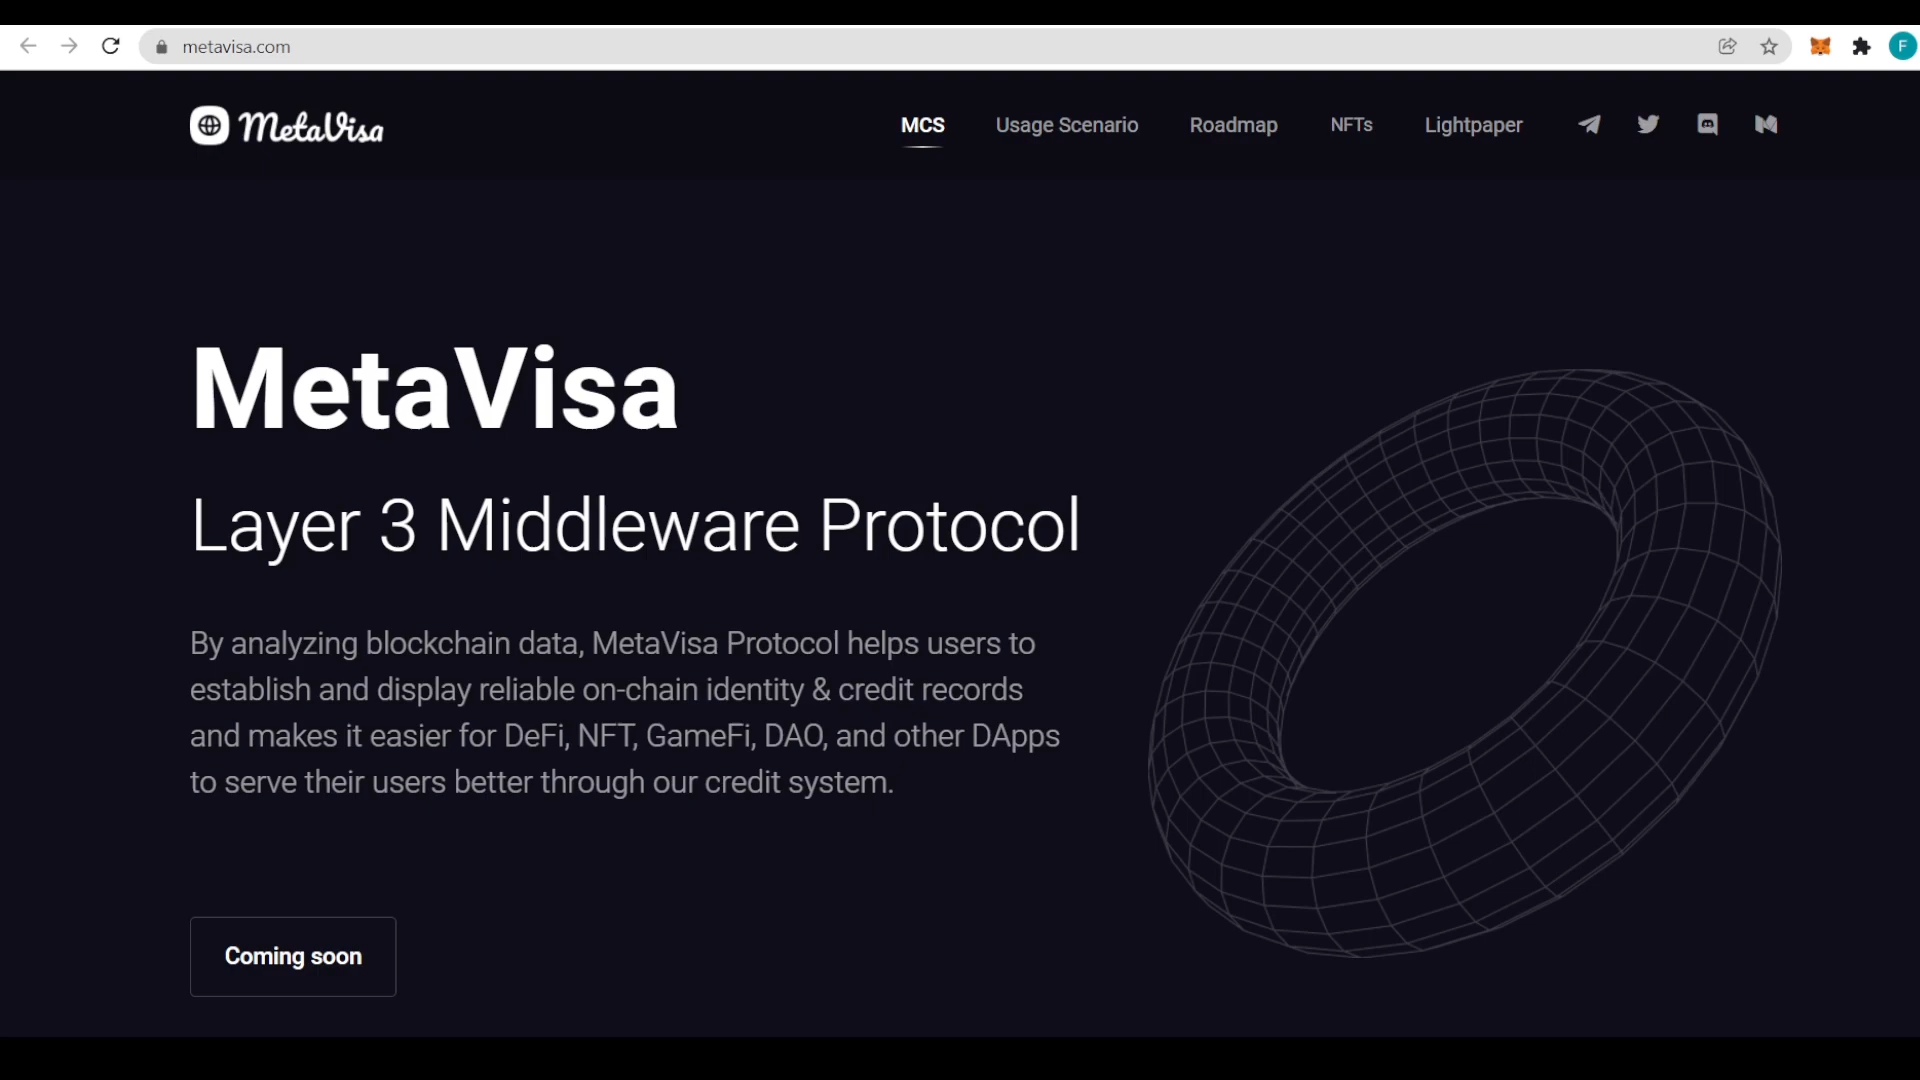 metavisa.com
F
MetaVisa
MCS
Usage Scenario
Roadmap
NFTs
Lightpaper
MetaVisa
Layer 3 Middleware Protocol
By analyzing blockchain data, MetaVisa Protocol helps users to
establish and display reliable on-chain identity & credit records
and makes it easier for DeFi, NFT, GameFi, DAO, and other DApps
to serve their users better through our credit system.
Coming soon